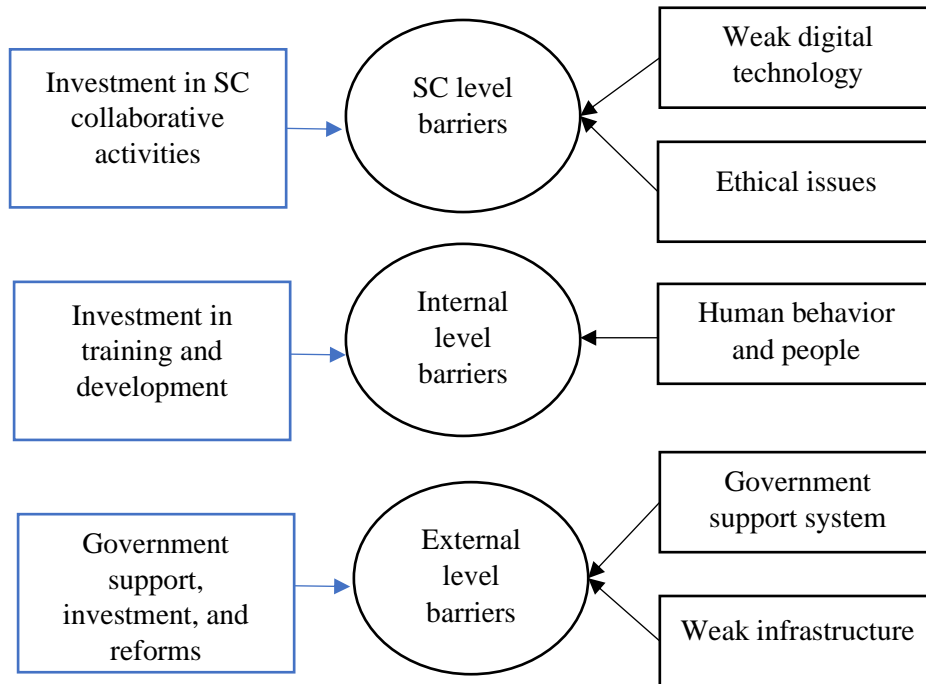 Investment in SC
collaborative
activities
SC level
barriers
Weak digital
technology
Ethical issues
Investment in
training and
development
Internal
level
barriers
Human behavior
and people
Government
support,
investment, and
reforms
External
level
barriers
Government
support system
Weak infrastructure